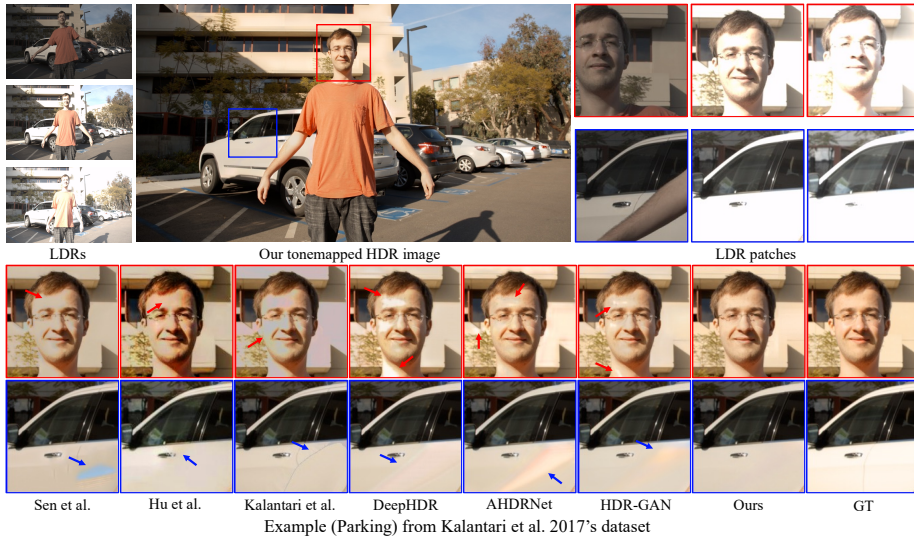 LDRs
Our tonemapped HDR image
LDR patches
Sen et al.
Hu et al.
Kalantari et al.
DeepHDR
AHDRNet
HDR-GAN
Ours
GT
Example (Parking) from Kalantari et al. 2017's dataset